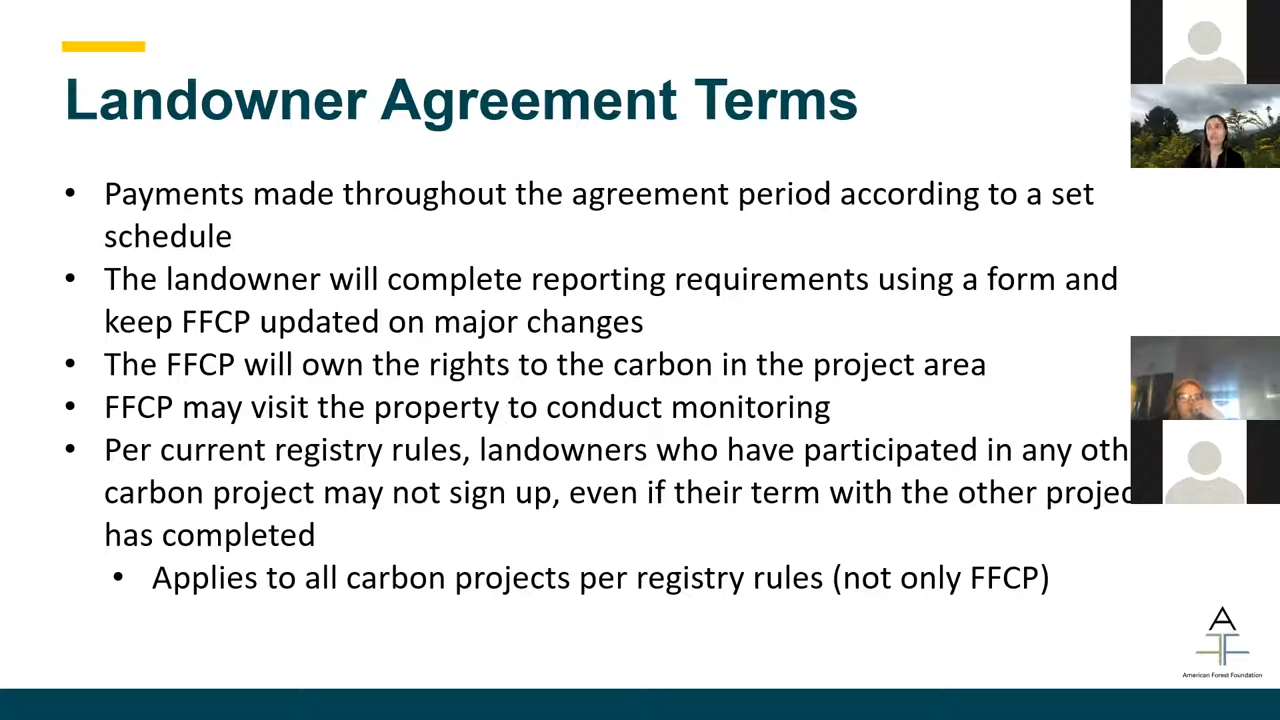 Landowner Agreement Terms
• Payments made throughout the agreement period according to a set
schedule
• The landowner will complete reporting requirements using a form and
keep FFCP updated on major changes
• The FFCP will own the rights to the carbon in the project area
• FFCP may visit the property to conduct monitoring
• Per current registry rules, landowners who have participated in any oth
carbon project may not sign up, even if their term with the other projec
has completed
• Applies to all carbon projects per registry rules (not only FFCP)
American Forest Foundation